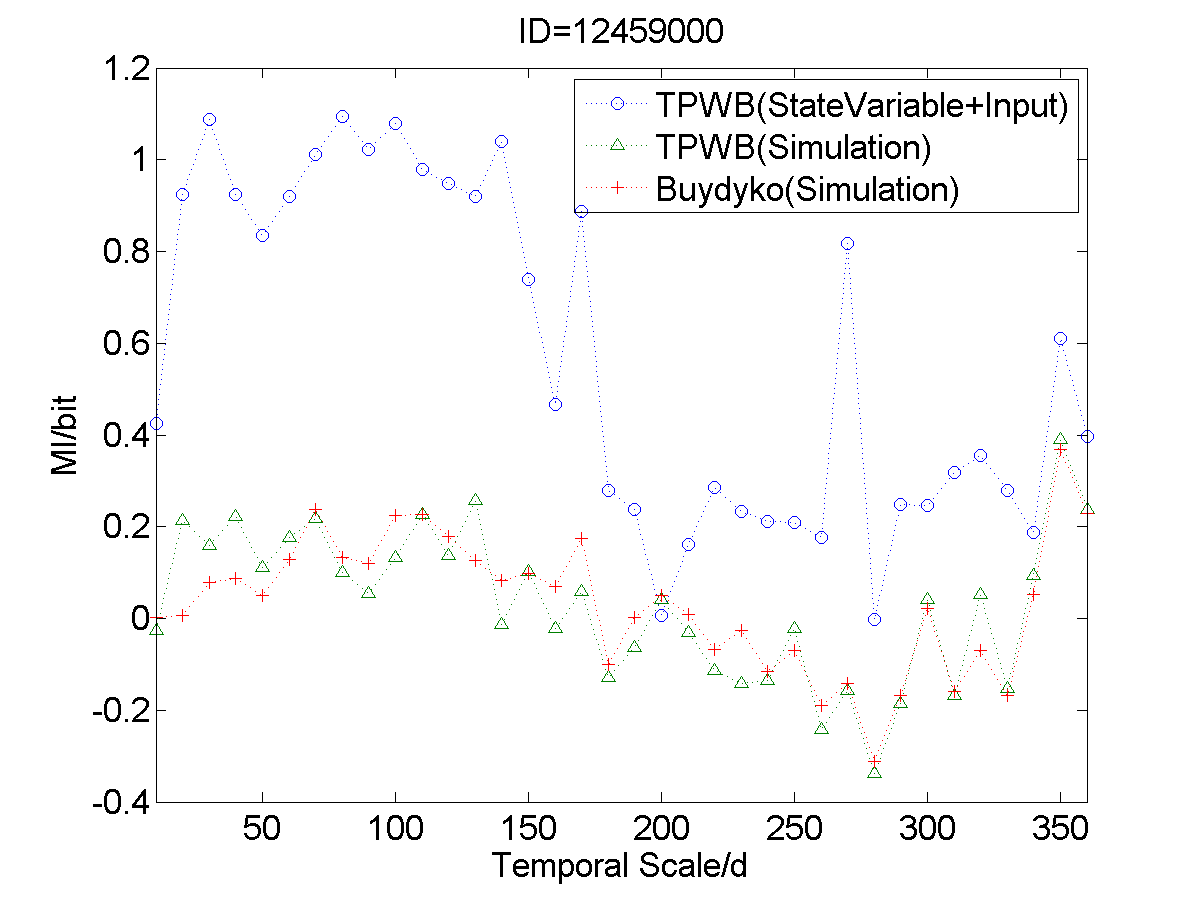 ID=12459000
1.2
1
0.8
0.6
0.4
0.2
0
-0.2
-0.4
MI/bit
TPWB(StateVariable+Input)
TPWB(Simulation)
Buydyko(Simulation)
50 100 150 200 250 300 350
Temporal Scale/d